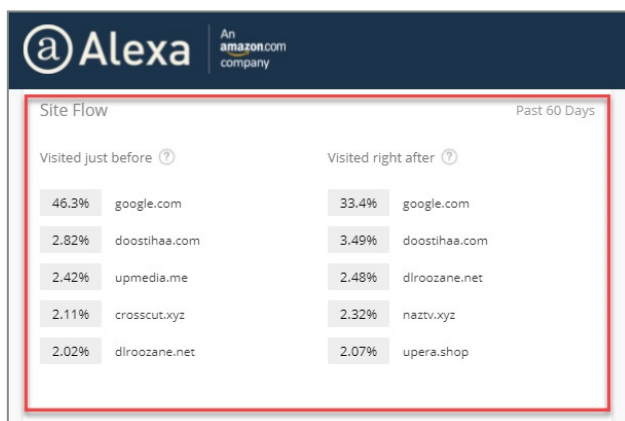 a Alexa
An
amazon.com
company
Site Flow
Past 60 Days
Visited just before ?
46.3% google.com
2.82% doostihaa.com
2.42% upmedia.me
2.11% crosscut.xyz
2.02% dlroozane.net
Visited right after ?
33.4% google.com
3.49% doostihaa.com
2.48% dlroozane.net
2.32% naztv.xyz
2.07% upera.shop